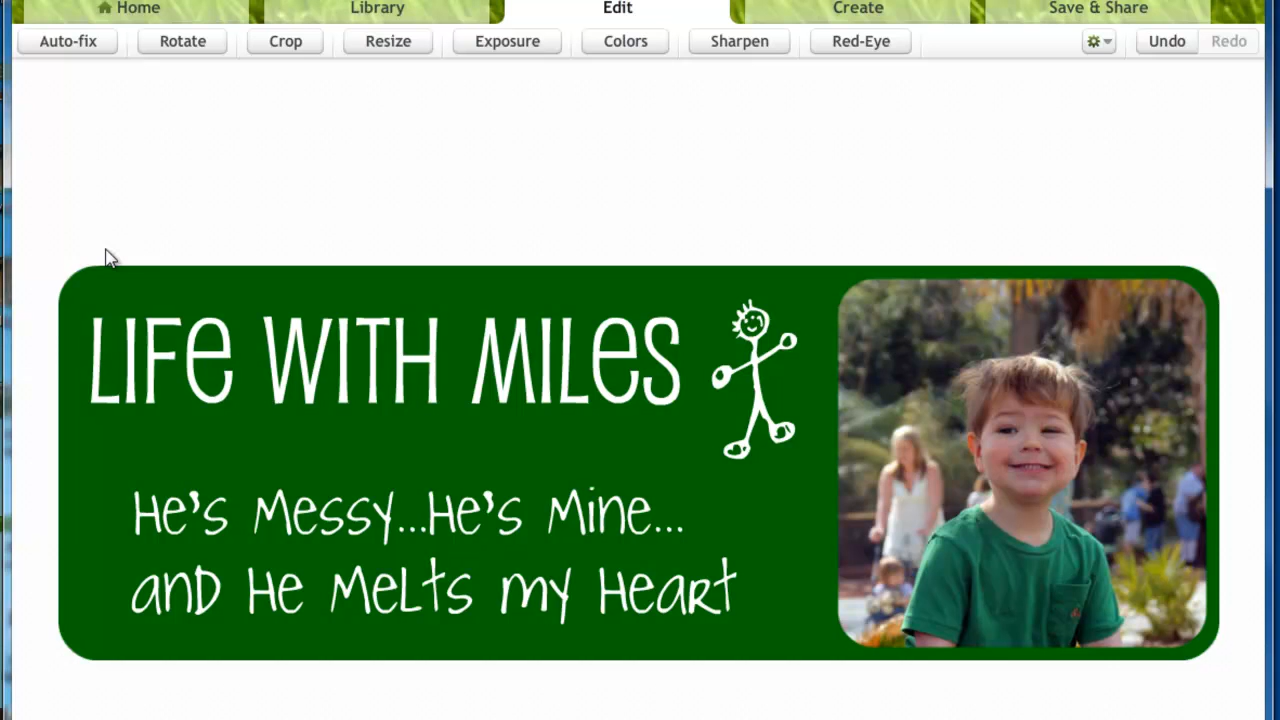 Home Library Edit Create Save & Share
Auto-fix Rotate Crop Resize Exposure Colors Sharpen Red-Eye Undo Redo
Life with Miles
He's Messy...He's Mine...
and He Melts my Heart